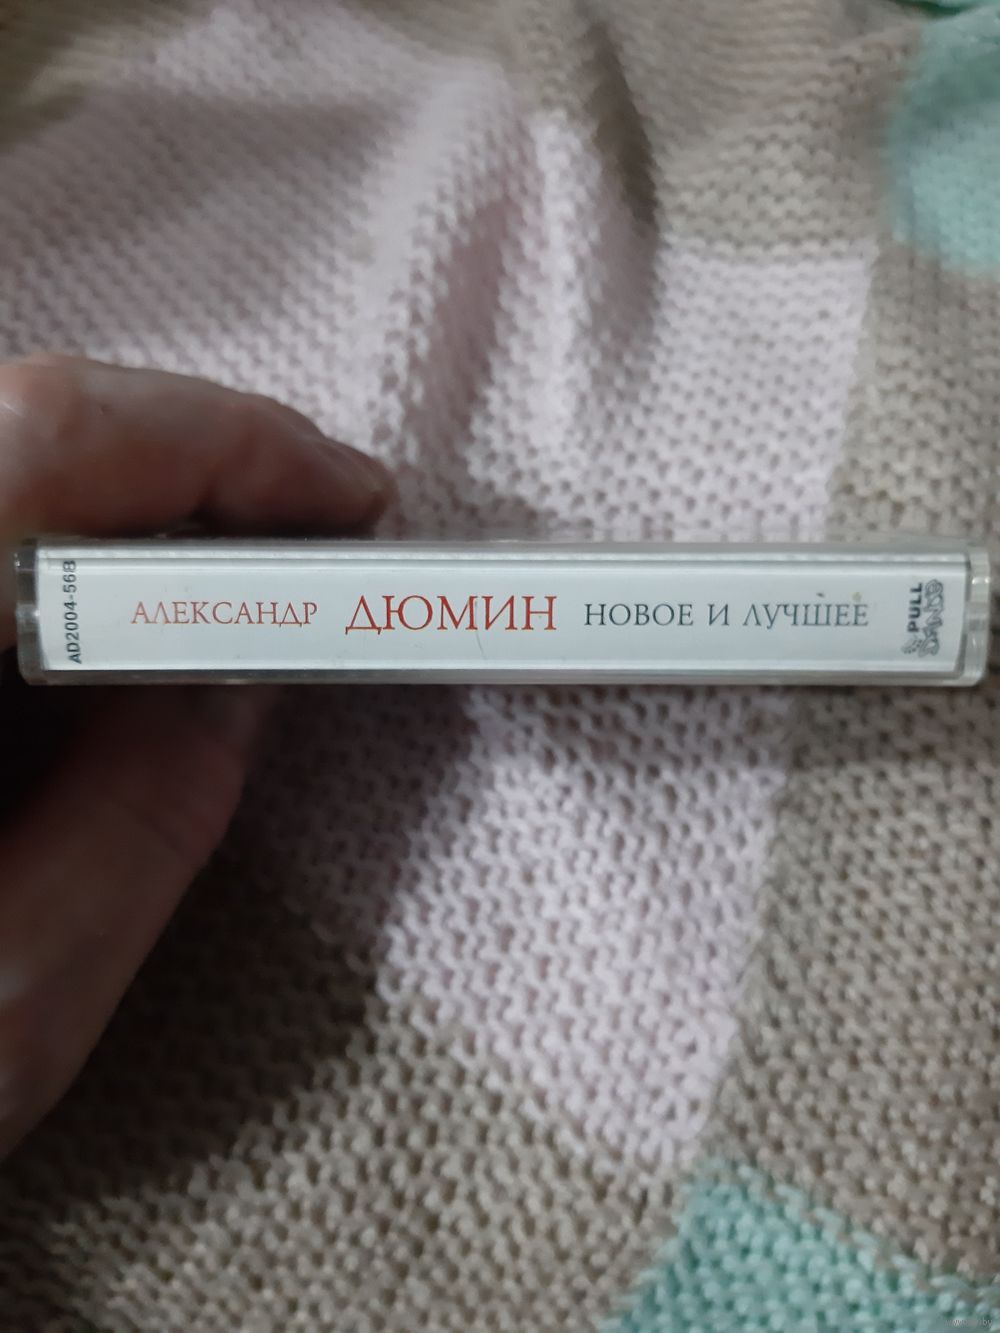 AD2004-568
АЛЕКСАНДР ДЮМИН НОВОЕ И ЛУЧШЕЕ
PULL